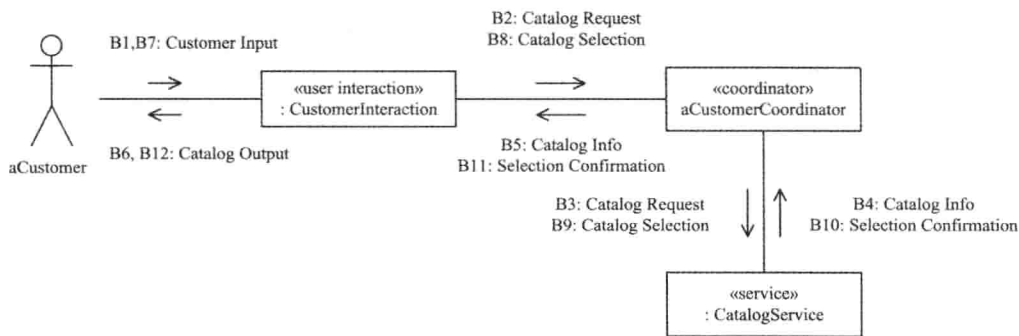 B2: Catalog Request
B8: Catalog Selection
B1,B7: Customer Input
«user interaction»
: CustomerInteraction
«coordinator»
aCustomerCoordinator
aCustomer
B6, B12: Catalog Output
B5: Catalog Info
B11: Selection Confirmation
B3: Catalog Request
B9: Catalog Selection
B4: Catalog Info
B10: Selection Confirmation
«service»
: CatalogService